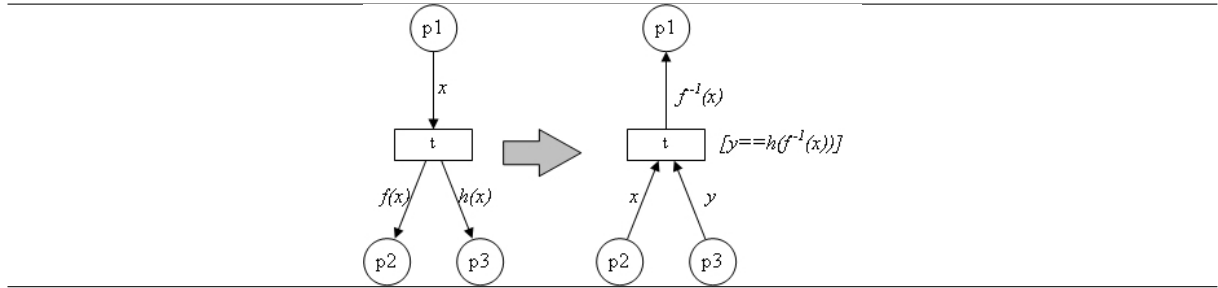 p1 p1
x f⁻¹(x)
t t [y==h(f⁻¹(x))]
f(x) h(x) x y
p2 p3 p2 p3